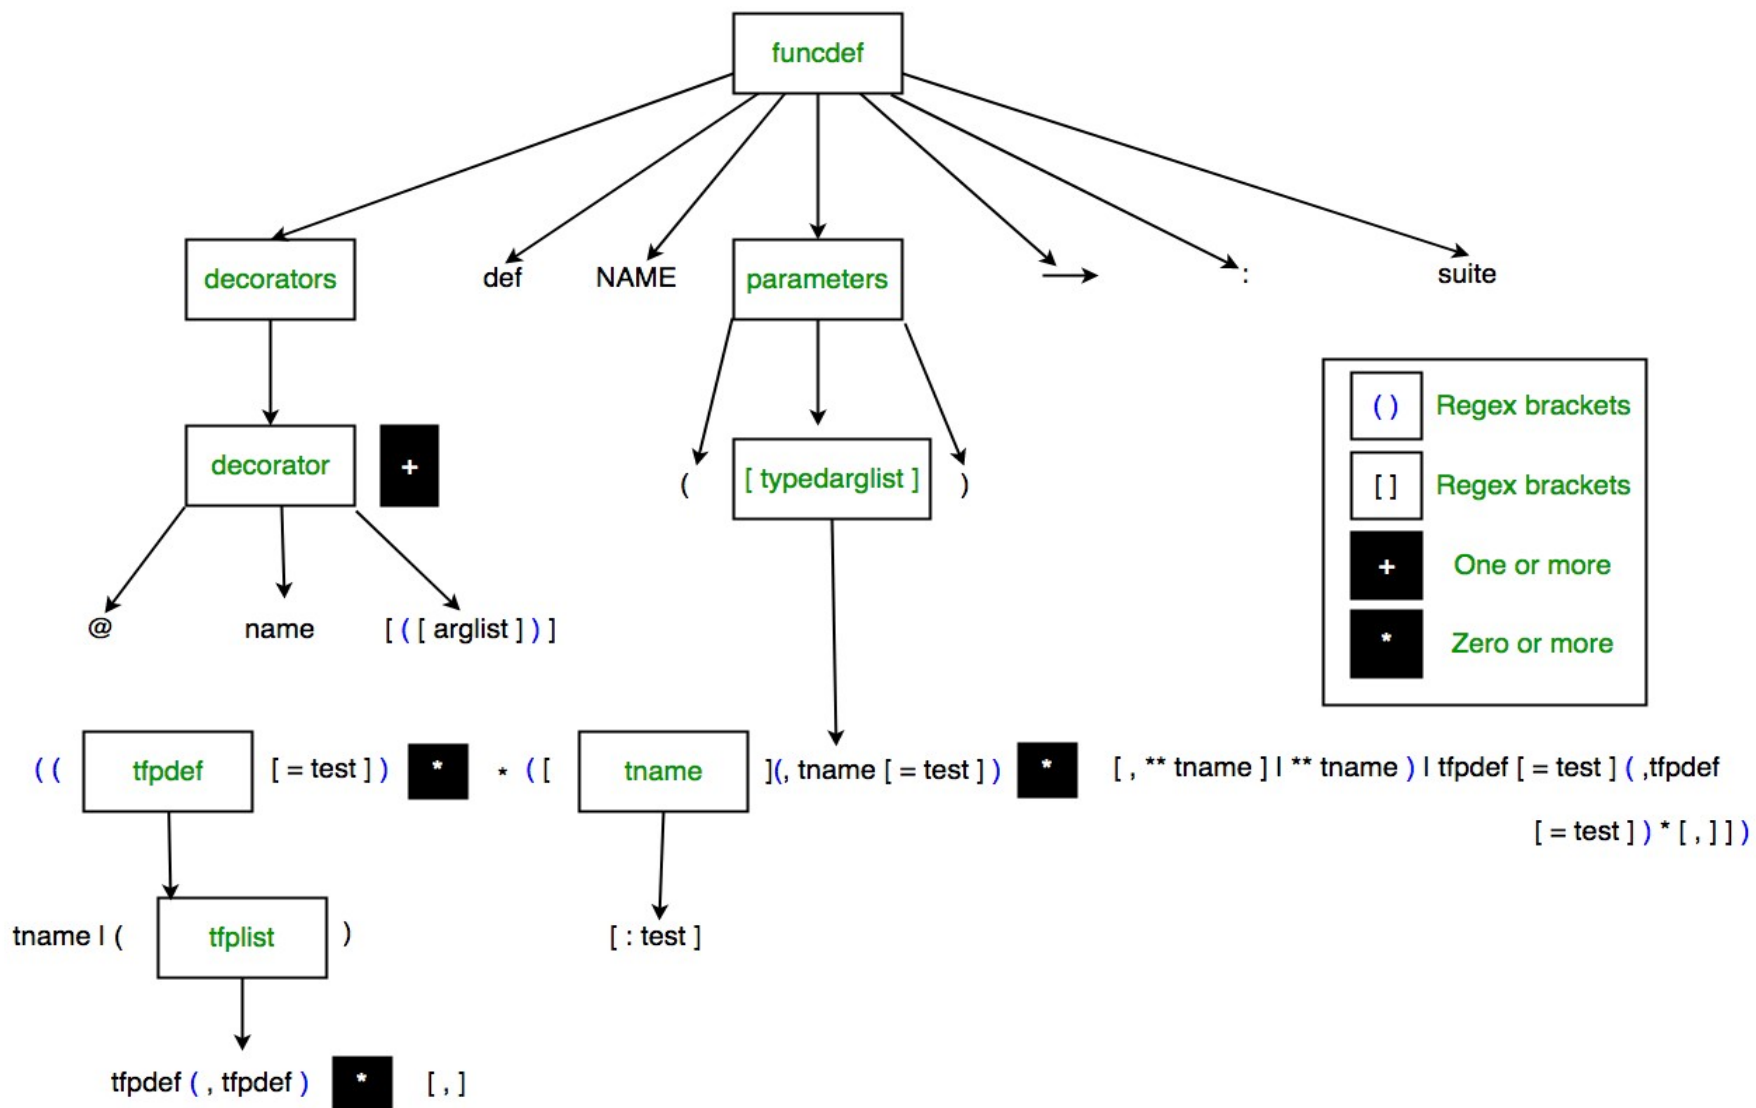 funcdef
decorators def NAME parameters → : suite
decorator +
( [ typedarglist ] )
@ name [ ( [ arglist ] ) ]
( ) Regex brackets
[ ] Regex brackets
+ One or more
* Zero or more
( ( tfpdef [ = test ] ) * * ( [ tname ](, tname [ = test ] ) * [ , ** tname ] | ** tname ) | tfpdef [ = test ] ( ,tfpdef
[ = test ] ) * [ , ] ] )
tname | ( tfplist )
[ : test ]
tfpdef ( , tfpdef ) * [ , ]